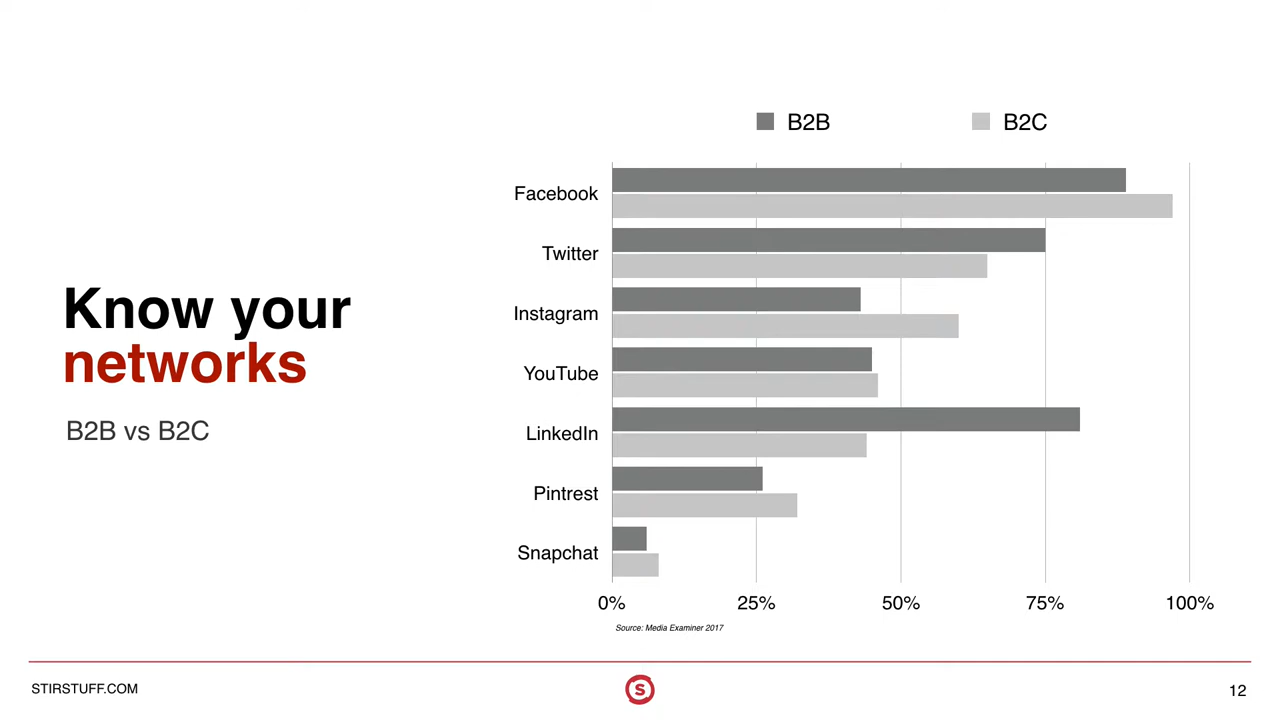 B2B
B2C
Know your
networks
B2B vs B2C
Facebook
Twitter
Instagram
YouTube
LinkedIn
Pintrest
Snapchat
0%
25%
50%
75%
100%
Source: Media Examiner 2017
STIRSTUFF.COM
S
12